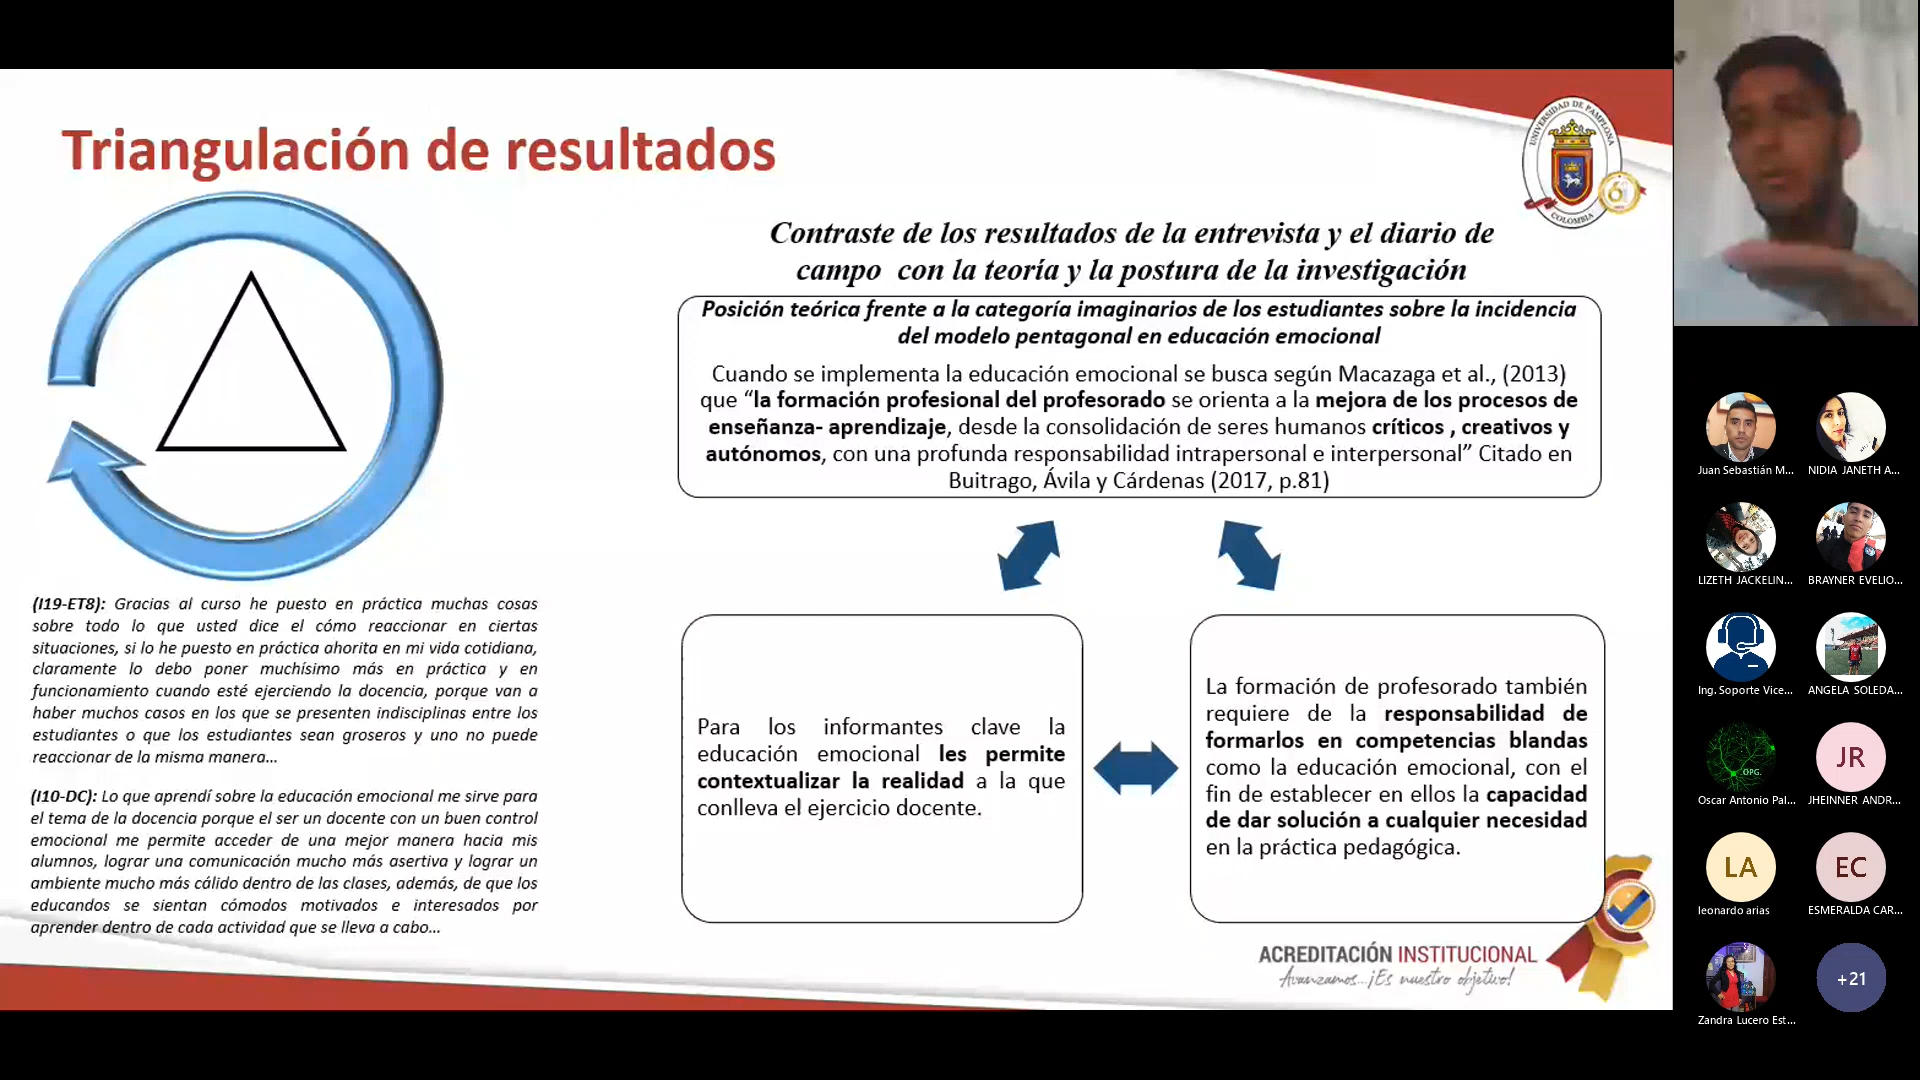 Triangulación de resultados
UNIVERSIDAD DE PAMPLONA
COLOMBIA
Contraste de los resultados de la entrevista y el diario de
campo con la teoría y la postura de la investigación
Posición teórica frente a la categoría imaginarios de los estudiantes sobre la incidencia
del modelo pentagonal en educación emocional
Cuando se implementa la educación emocional se busca según Macazaga et al., (2013)
que “la formación profesional del profesorado se orienta a la mejora de los procesos de
enseñanza- aprendizaje, desde la consolidación de seres humanos críticos , creativos y
autónomos, con una profunda responsabilidad intrapersonal e interpersonal” Citado en
Buitrago, Ávila y Cárdenas (2017, p.81)
(I19-ET8): Gracias al curso he puesto en práctica muchas cosas
sobre todo lo que usted dice el cómo reaccionar en ciertas
situaciones, si lo he puesto en práctica ahorita en mi vida cotidiana,
claramente lo debo poner muchísimo más en práctica y en
funcionamiento cuando esté ejerciendo la docencia, porque van a
haber muchos casos en los que se presenten indisciplinas entre los
estudiantes o que los estudiantes sean groseros y uno no puede
reaccionar de la misma manera...
(I10-DC): Lo que aprendí sobre la educación emocional me sirve para
el tema de la docencia porque el ser un docente con un buen control
emocional me permite acceder de una mejor manera hacia mis
alumnos, lograr una comunicación mucho más asertiva y lograr un
ambiente mucho más cálido dentro de las clases, además, de que los
educandos se sientan cómodos motivados e interesados por
aprender dentro de cada actividad que se lleva a cabo...
Para los informantes clave la
educación emocional les permite
contextualizar la realidad a la que
conlleva el ejercicio docente.
La formación de profesorado también
requiere de la responsabilidad de
formarlos en competencias blandas
como la educación emocional, con el
fin de establecer en ellos la capacidad
de dar solución a cualquier necesidad
en la práctica pedagógica.
ACREDITACIÓN INSTITUCIONAL
Avanzamos...¡Es nuestro objetivo!
Juan Sebastián M...
NIDIA JANETH A...
LIZETH JACKELIN...
BRAYNER EVELIO...
Ing. Soporte Vice...
ANGELA SOLEDA...
OPG.
Oscar Antonio Pal...
JR
JHEINNER ANDR...
LA
leonardo arias
EC
ESMERALDA CAR...
Zandra Lucero Est...
+21